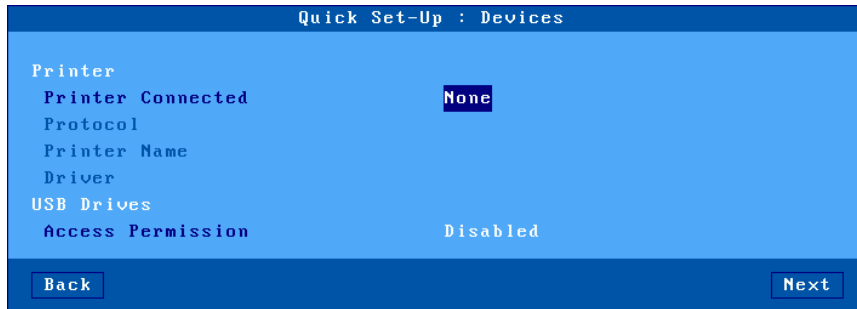 Quick Set-Up : Devices
Printer
Printer Connected None
Protocol
Printer Name
Driver
USB Drives
Access Permission Disabled
Back Next